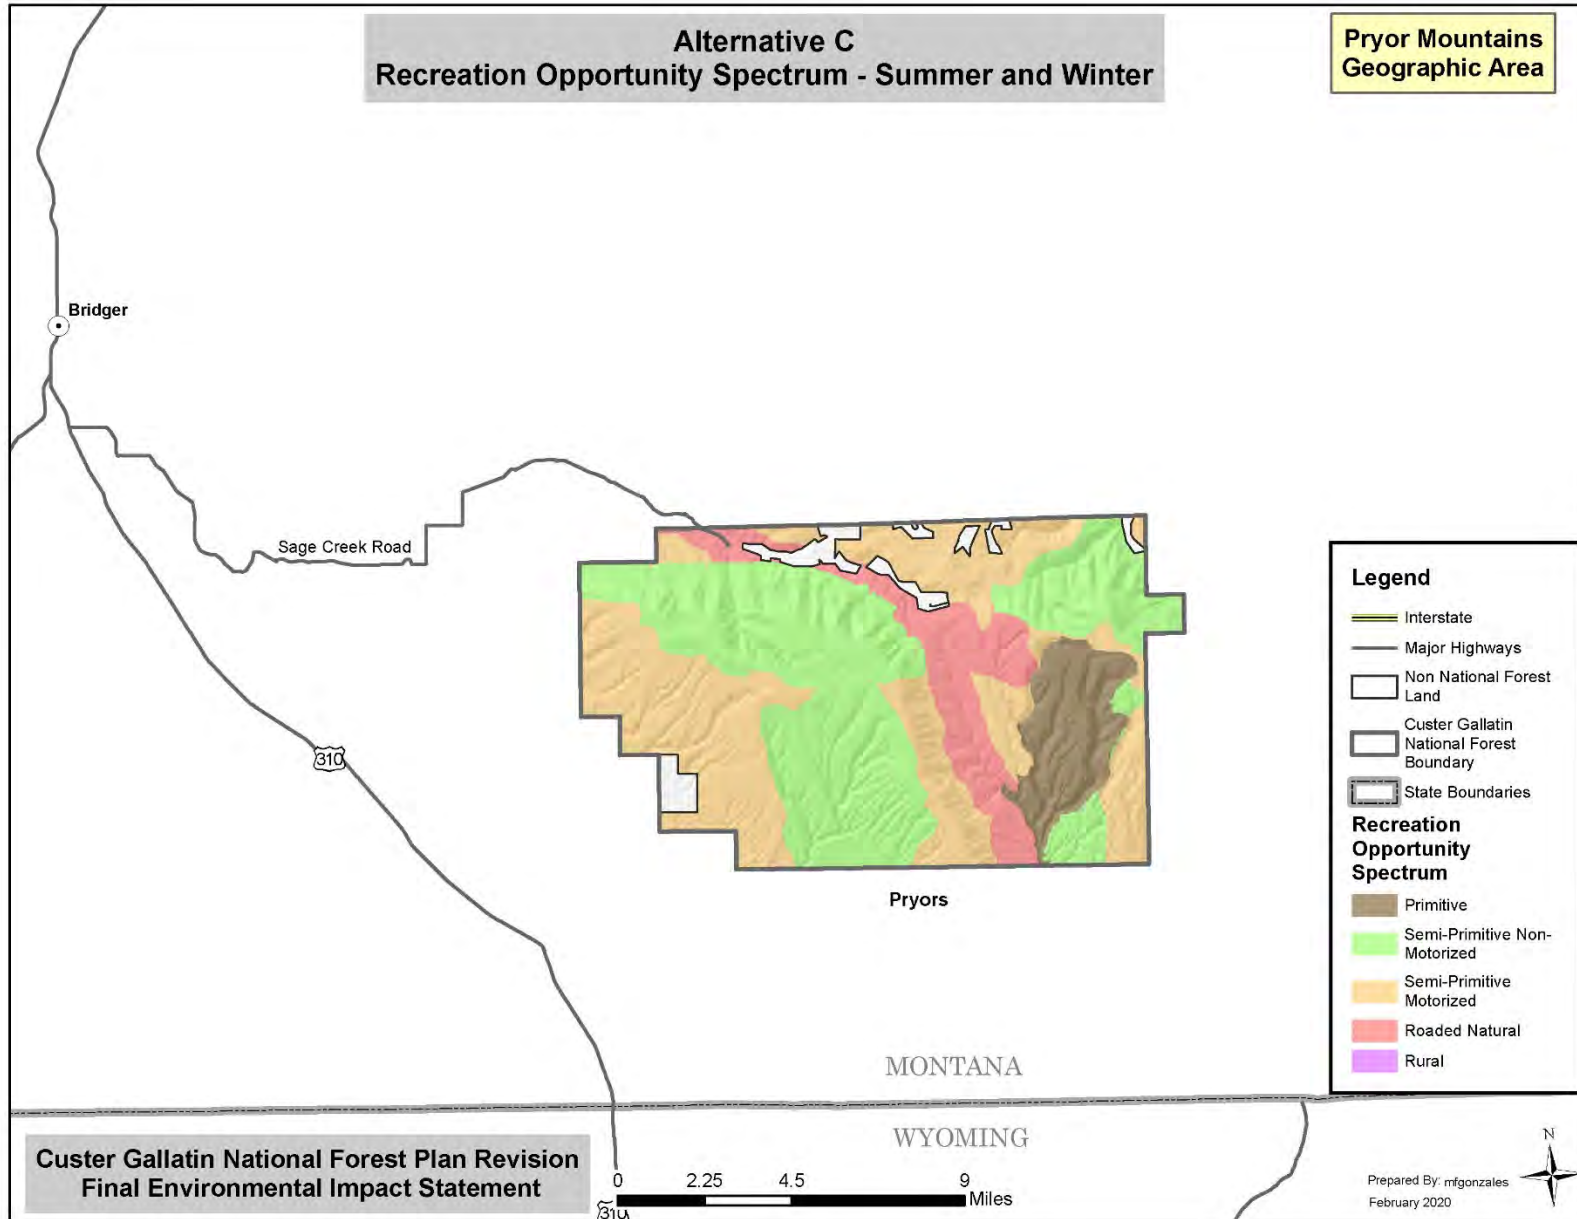 Alternative C
Recreation Opportunity Spectrum - Summer and Winter
Pryor Mountains
Geographic Area
Bridger
Sage Creek Road
310
Pryors
Legend
Interstate
Major Highways
Non National Forest
Land
Custer Gallatin
National Forest
Boundary
State Boundaries
Recreation
Opportunity
Spectrum
Primitive
Semi-Primitive Non-
Motorized
Semi-Primitive
Motorized
Roaded Natural
Rural
MONTANA
WYOMING
Custer Gallatin National Forest Plan Revision
Final Environmental Impact Statement
0 2.25 4.5 9
Miles
310
N
Prepared By: mfgonzales
February 2020